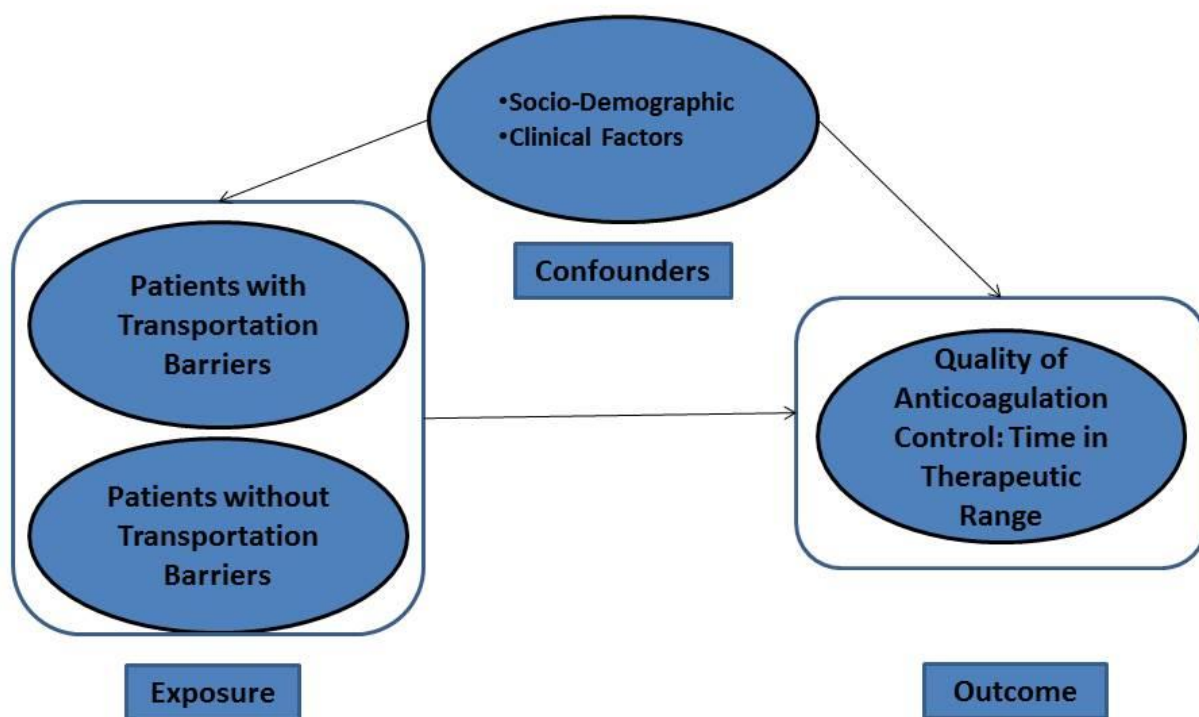 •Socio-Demographic
•Clinical Factors
Confounders
Patients with
Transportation
Barriers
Patients without
Transportation
Barriers
Exposure
Quality of
Anticoagulation
Control: Time in
Therapeutic
Range
Outcome